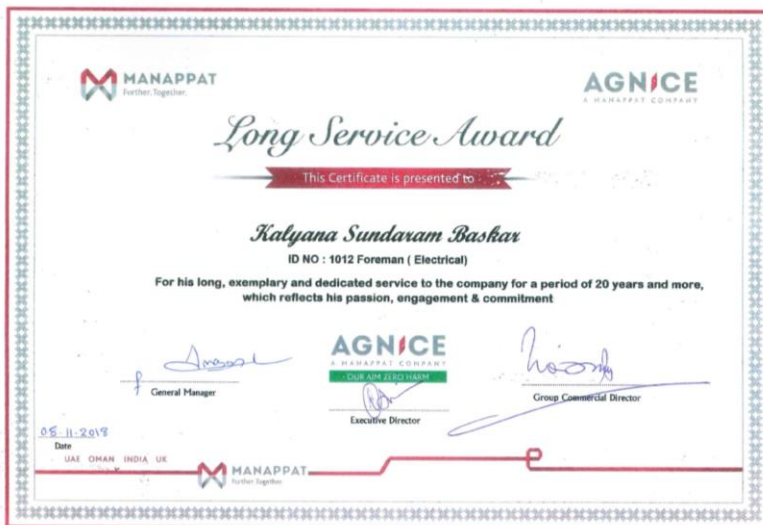 MANAPPAT
Further. Together.
AGNICE
A MANAPPAT COMPANY
Long Service Award
This Certificate is presented to
Kalyana Sundaram Baskar
ID NO : 1012 Foreman ( Electrical)
For his long, exemplary and dedicated service to the company for a period of 20 years and more,
which reflects his passion, engagement & commitment
AGNICE
A MANAPPAT COMPANY
OUR AIM ZERO HARM
General Manager
Executive Director
Group Commercial Director
05-11-2018
Date
UAE OMAN INDIA UK
MANAPPAT
Further. Together